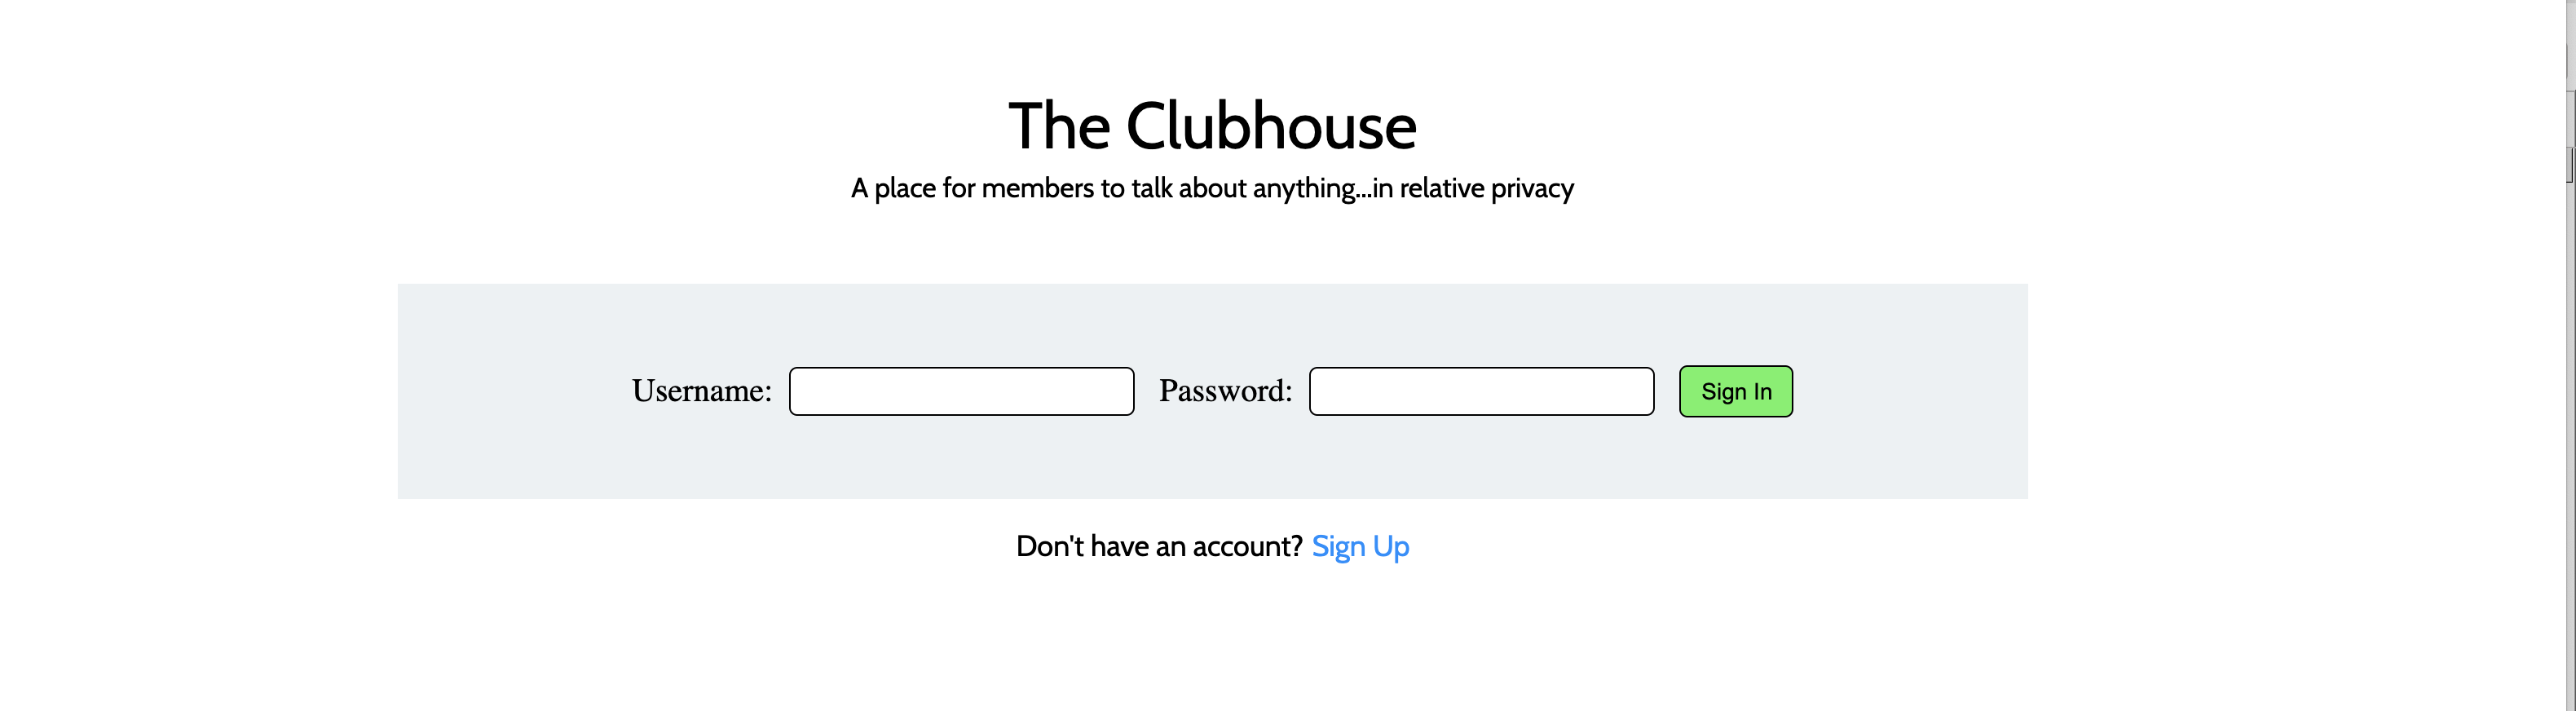 The Clubhouse
A place for members to talk about anything...in relative privacy
Username: Password: Sign In
Don't have an account? Sign Up